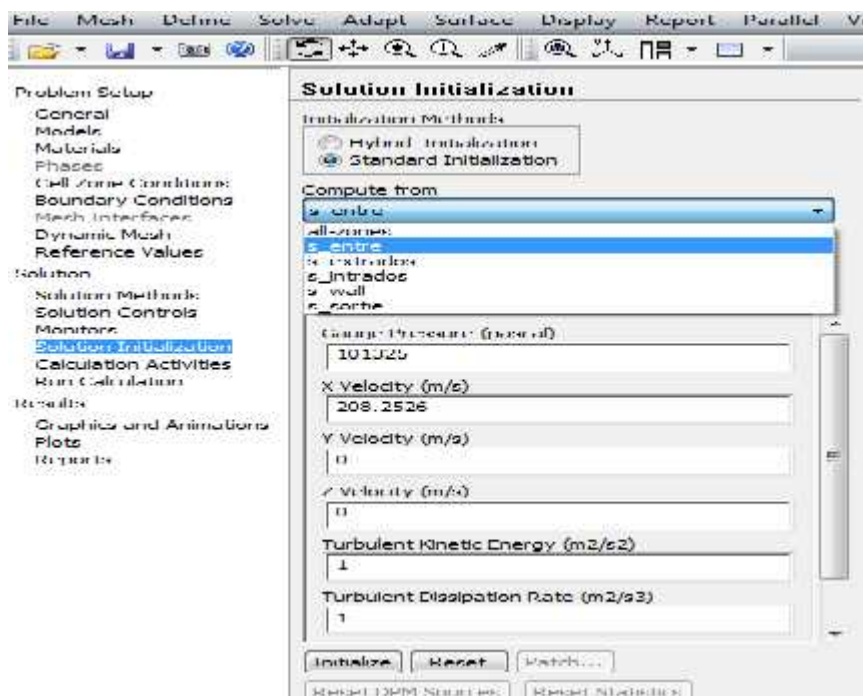 File Mesh Define Solve Adapt Surface Display Report Parallel
Problem Setup
General
Models
Materials
Phases
Cell Zone Conditions
Boundary Conditions
Mesh Interfaces
Dynamic Mesh
Reference Values
Solution
Solution Methods
Solution Controls
Monitors
Solution Initialization
Calculation Activities
Run Calculation
Results
Graphics and Animations
Plots
Reports
Solution Initialization
Initialization Methods
Hybrid Initialization
Standard Initialization
Compute from
s_entre
all-zones
s_entre
s_extrados
s_intrados
s_wall
s_sortie
Gauge Pressure (pascal)
101325
X Velocity (m/s)
208.2526
Y Velocity (m/s)
0
Z Velocity (m/s)
0
Turbulent Kinetic Energy (m2/s2)
1
Turbulent Dissipation Rate (m2/s3)
1
Initialize Reset Patch...
Reset DPM Sources Reset Statistics